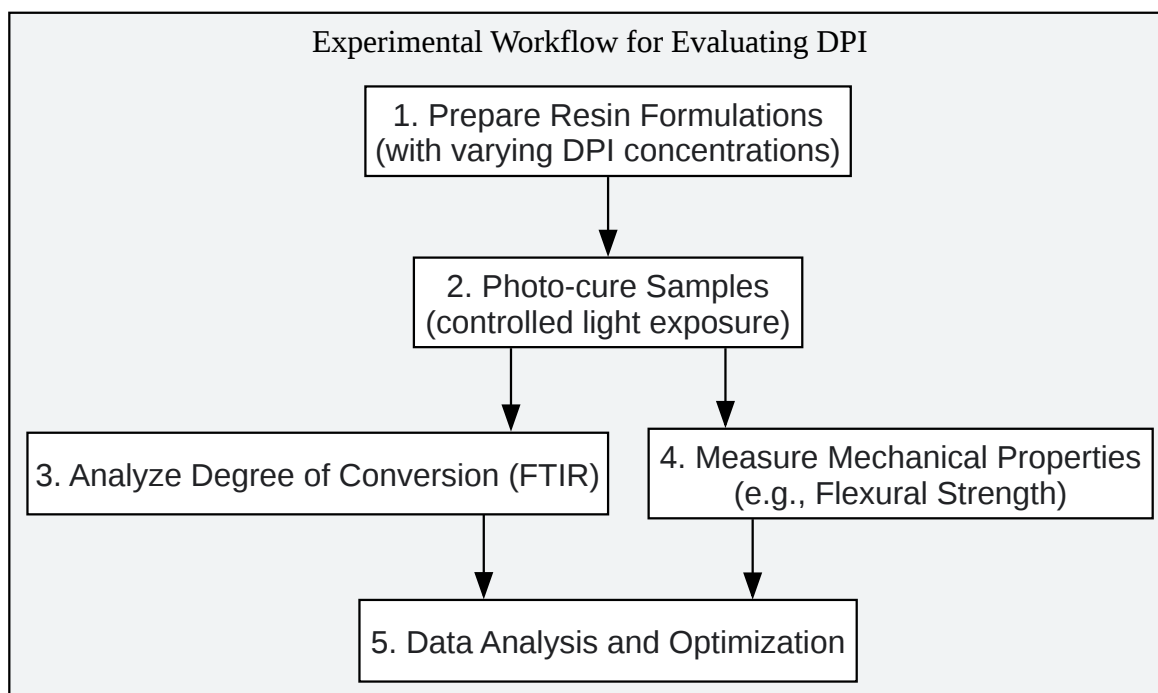 Experimental Workflow for Evaluating DPI
1. Prepare Resin Formulations
(with varying DPI concentrations)
2. Photo-cure Samples
(controlled light exposure)
3. Analyze Degree of Conversion (FTIR)
4. Measure Mechanical Properties
(e.g., Flexural Strength)
5. Data Analysis and Optimization